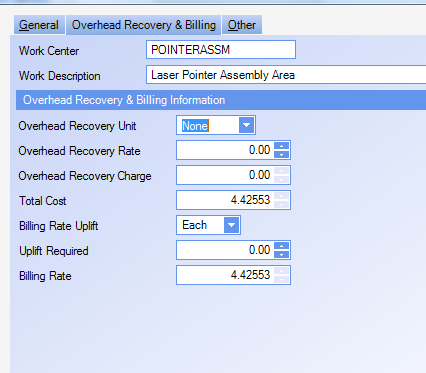 General Overhead Recovery & Billing Other
Work Center POINTERASSM
Work Description Laser Pointer Assembly Area
Overhead Recovery & Billing Information
Overhead Recovery Unit None
Overhead Recovery Rate 0.00
Overhead Recovery Charge 0.00
Total Cost 4.42553
Billing Rate Uplift Each
Uplift Required 0.00
Billing Rate 4.42553